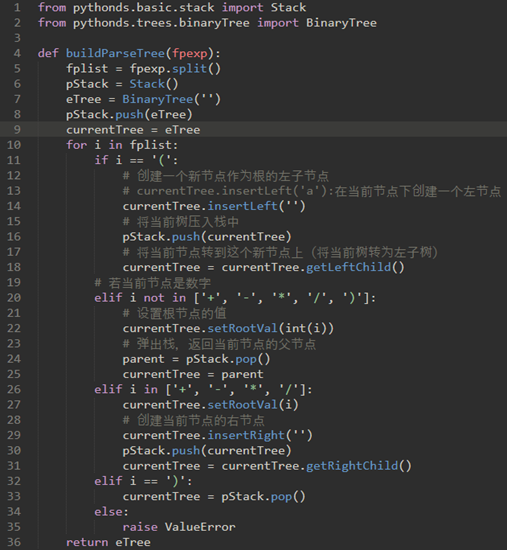 1 from pythonds.basic.stack import Stack
2 from pythonds.trees.binaryTree import BinaryTree
3
4 def buildParseTree(fpexp):
5     fplist = fpexp.split()
6     pStack = Stack()
7     eTree = BinaryTree('')
8     pStack.push(eTree)
9     currentTree = eTree
10     for i in fplist:
11         if i == '(':
12             # 创建一个新节点作为根的左子节点
13             # currentTree.insertLeft('a'):在当前节点下创建一个左节点
14             currentTree.insertLeft('')
15             # 将当前树压入栈中
16             pStack.push(currentTree)
17             # 将当前节点转到这个新节点上（将当前树转为左子树）
18             currentTree = currentTree.getLeftChild()
19         # 若当前节点是数字
20         elif i not in ['+', '-', '*', '/', ')']:
21             # 设置根节点的值
22             currentTree.setRootVal(int(i))
23             # 弹出栈，返回当前节点的父节点
24             parent = pStack.pop()
25             currentTree = parent
26         elif i in ['+', '-', '*', '/']:
27             currentTree.setRootVal(i)
28             # 创建当前节点的右节点
29             currentTree.insertRight('')
30             pStack.push(currentTree)
31             currentTree = currentTree.getRightChild()
32         elif i == ')':
33             currentTree = pStack.pop()
34         else:
35             raise ValueError
36     return eTree